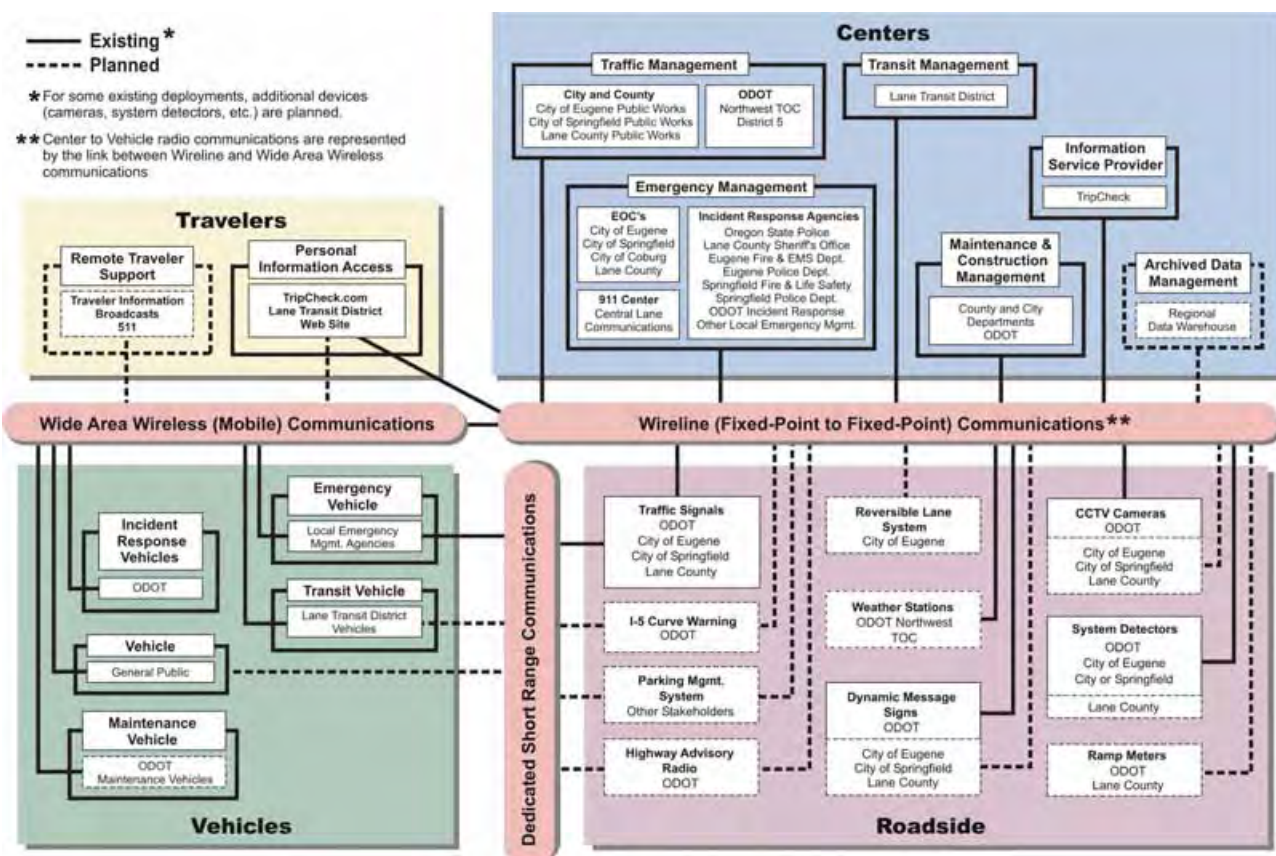 Existing *
Planned
* For some existing deployments, additional devices
(cameras, system detectors, etc.) are planned.
** Center to Vehicle radio communications are represented
by the link between Wireline and Wide Area Wireless
communications
Centers
Traffic Management
City and County
City of Eugene Public Works
City of Springfield Public Works
Lane County Public Works
ODOT
Northwest TOC
District 5
Transit Management
Lane Transit District
Information
Service Provider
TripCheck
Emergency Management
EOC's
City of Eugene
City of Springfield
City of Coburg
Lane County
911 Center
Central Lane
Communications
Incident Response Agencies
Oregon State Police
Lane County Sheriff's Office
Eugene Fire & EMS Dept.
Eugene Police Dept.
Springfield Fire & Life Safety
Springfield Police Dept.
ODOT Incident Response
Other Local Emergency Mgmt.
Maintenance &
Construction
Management
County and City
Departments
ODOT
Archived Data
Management
Regional
Data Warehouse
Travelers
Remote Traveler
Support
Traveler Information
Broadcasts
511
Personal
Information Access
TripCheck.com
Lane Transit District
Web Site
Wide Area Wireless (Mobile) Communications
Wireline (Fixed-Point to Fixed-Point) Communications**
Incident
Response
Vehicles
ODOT
Emergency
Vehicle
Local Emergency
Mgmt. Agencies
Transit Vehicle
Lane Transit District
Vehicles
Vehicle
General Public
Maintenance
Vehicle
ODOT
Maintenance Vehicles
Vehicles
Dedicated Short Range Communications
Traffic Signals
ODOT
City of Eugene
City of Springfield
Lane County
I-5 Curve Warning
ODOT
Parking Mgmt.
System
Other Stakeholders
Highway Advisory
Radio
ODOT
Reversible Lane
System
City of Eugene
Weather Stations
ODOT Northwest
TOC
Dynamic Message
Signs
ODOT
City of Eugene
City of Springfield
Lane County
CCTV Cameras
ODOT
City of Eugene
City of Springfield
Lane County
System Detectors
ODOT
City of Eugene
City or Springfield
Lane County
Ramp Meters
ODOT
Lane County
Roadside